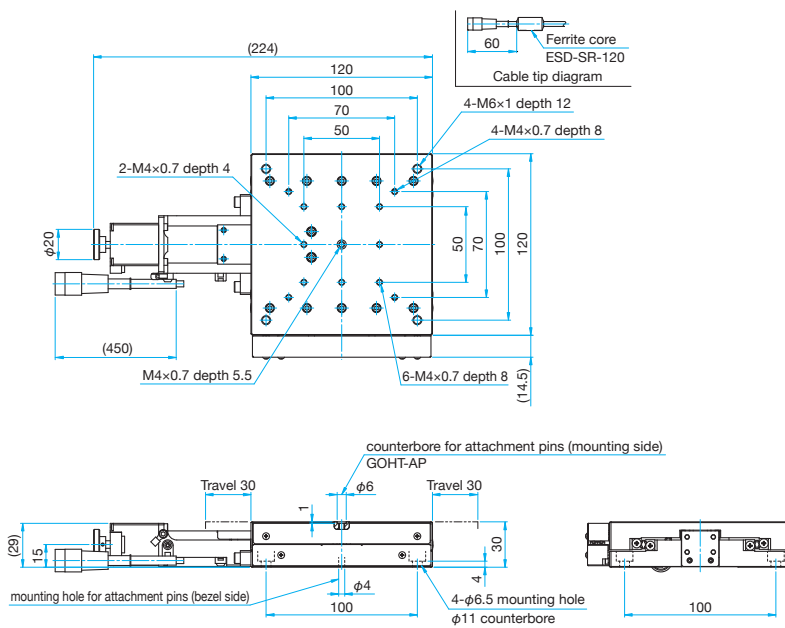 (224)
120
100
70
50
60
Ferrite core
ESD-SR-120
Cable tip diagram
4-M6×1 depth 12
4-M4×0.7 depth 8
2-M4×0.7 depth 4
φ20
50
70
100
120
(450)
M4×0.7 depth 5.5
6-M4×0.7 depth 8
(14.5)
counterbore for attachment pins (mounting side)
GOHT-AP
Travel 30
φ6
Travel 30
1
(29)
15
30
4
mounting hole for attachment pins (bezel side)
φ4
100
4-φ6.5 mounting hole
φ11 counterbore
100